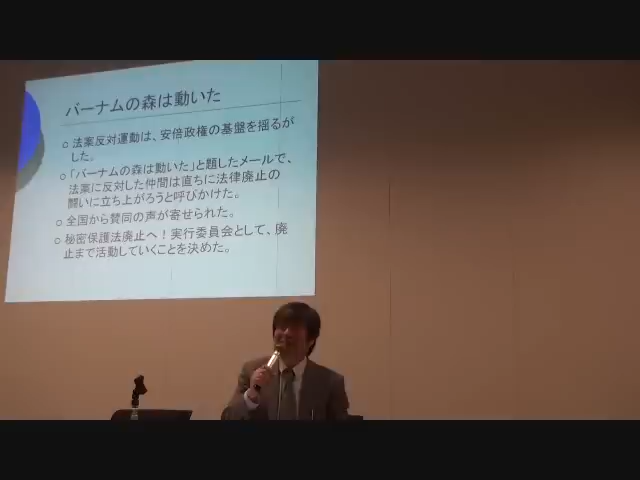 バーナムの森は動いた
○ 法案反対運動は、安倍政権の基盤を揺るが
した。
○ 「バーナムの森は動いた」と題したメールで、
法案に反対した仲間は直ちに法律廃止の
闘いに立ち上がろうと呼びかけた。
○ 全国から賛同の声が寄せられた。
○ 秘密保護法廃止へ！実行委員会として、廃
止まで活動していくことを決めた。